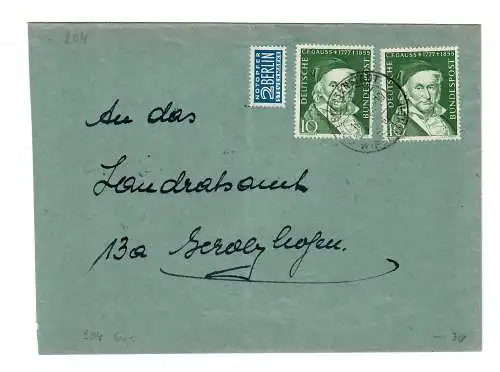 204
NOTOPFER
2 BERLIN
STEUERMARKE
DEUTSCHE
C.F.GAUSS ✶ 1777 † 1855
BUNDESPOST
10
DEUTSCHE
C.F.GAUSS ✶ 1777 † 1855
BUNDESPOST
An das
Landratsamt
13a Gerolzhofen.
204